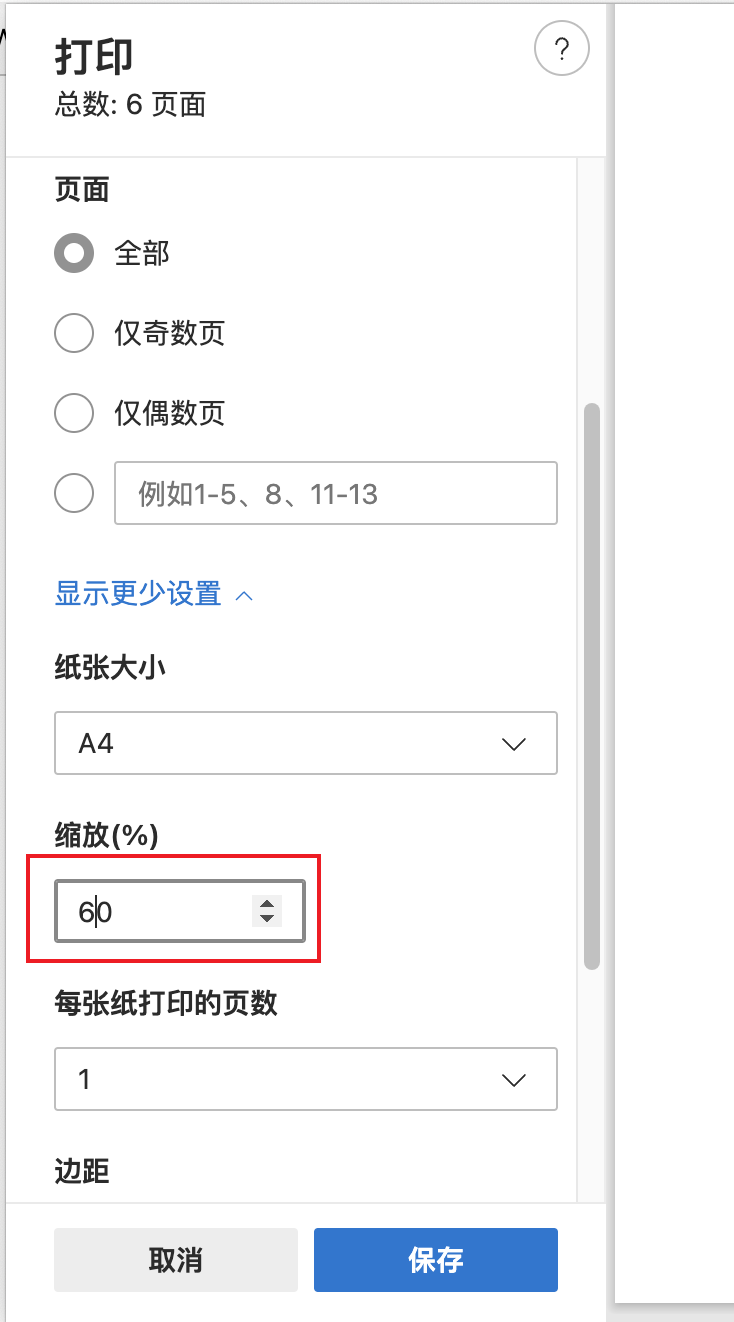 打印
?
总数: 6 页面
页面
全部
仅奇数页
仅偶数页
例如1-5、8、11-13
显示更少设置
纸张大小
A4
缩放(%)
60
每张纸打印的页数
1
边距
取消 保存